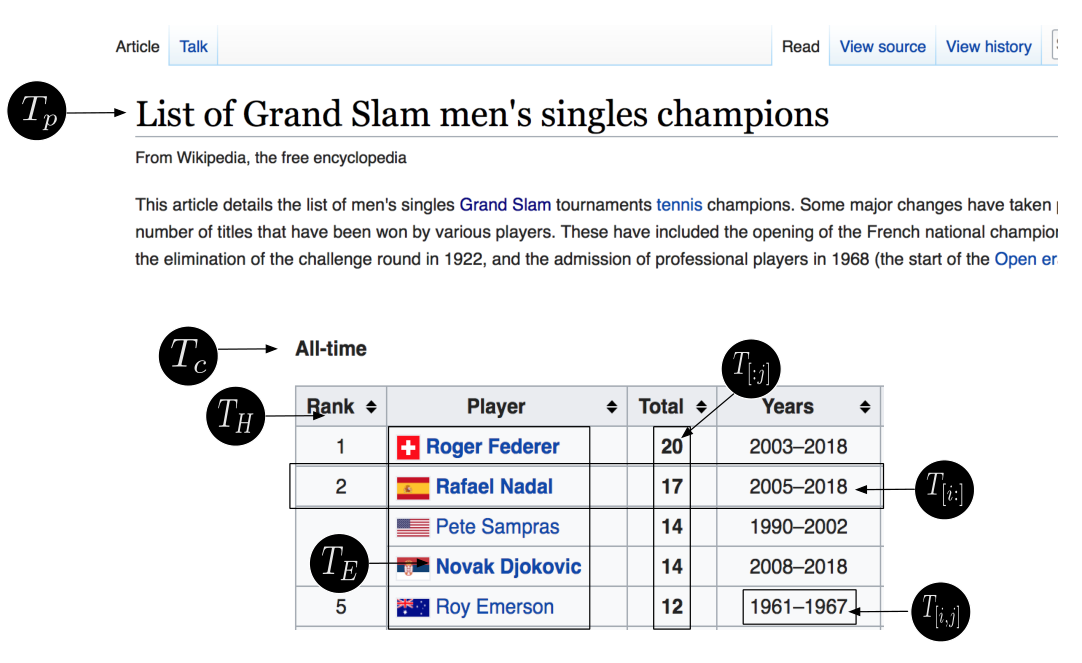 Article Talk Read View source View history
T_p
List of Grand Slam men's singles champions
From Wikipedia, the free encyclopedia
This article details the list of men's singles Grand Slam tournaments tennis champions. Some major changes have taken
number of titles that have been won by various players. These have included the opening of the French national
the elimination of the challenge round in 1922, and the admission of professional players in 1968 (the start of the Open
T_c
All-time
T_[:j]
T_H
Rank Player Total Years
1 Roger Federer 20 2003–2018
2 Rafael Nadal 17 2005–2018
T_[i:]
Pete Sampras 14 1990–2002
T_E
Novak Djokovic 14 2008–2018
5 Roy Emerson 12 1961–1967
T_[i,j]